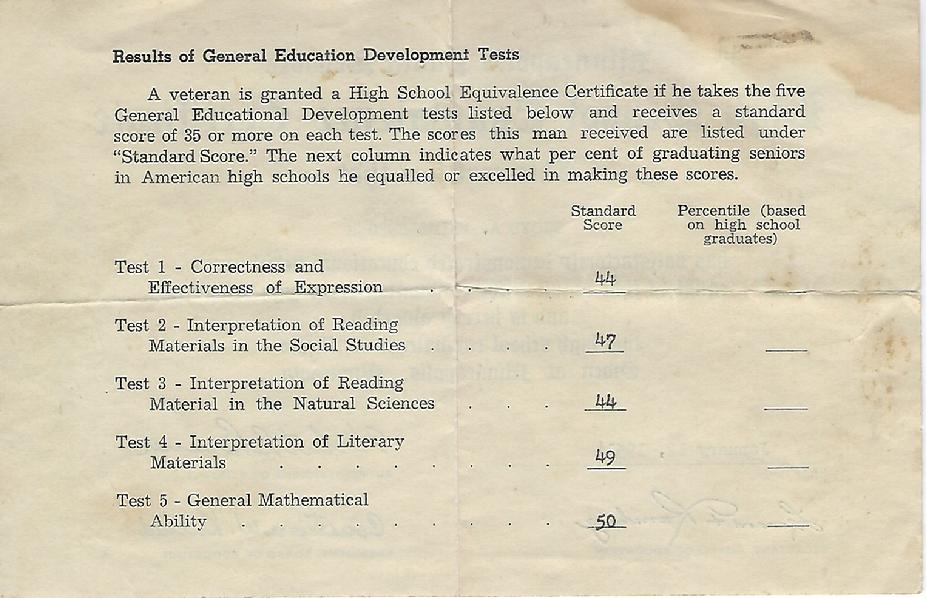 Results of General Education Development Tests
A veteran is granted a High School Equivalence Certificate if he takes the five
General Educational Development tests listed below and receives a standard
score of 35 or more on each test. The scores this man received are listed under
“Standard Score.” The next column indicates what per cent of graduating seniors
in American high schools he equalled or excelled in making these scores.
Standard Score
Percentile (based on high school graduates)
Test 1 - Correctness and
Effectiveness of Expression . . . 44
Test 2 - Interpretation of Reading
Materials in the Social Studies . . . 47
Test 3 - Interpretation of Reading
Material in the Natural Sciences . . . 44
Test 4 - Interpretation of Literary
Materials . . . . . . . . 49
Test 5 - General Mathematical
Ability . . . . . . . . . 50